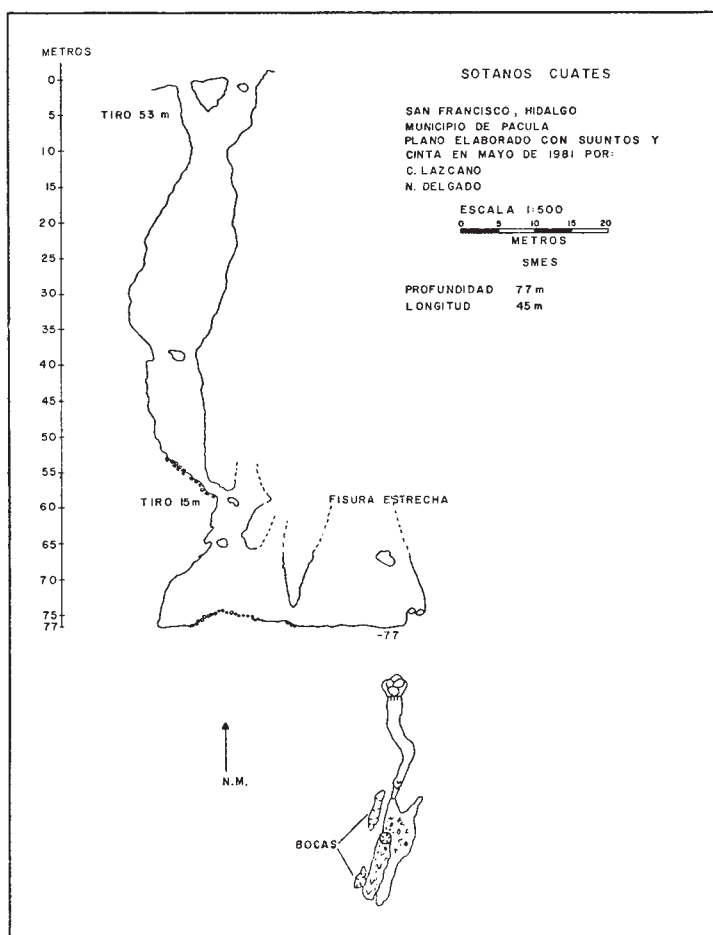 METROS
0
5
10
20
30
35
40
45
50
55
60
65
70
75
77
TIRO 53 m
TIRO 15 m
FISURA ESTRECHA
-77
SOTANOS CUATES
SAN FRANCISCO, HIDALGO
MUNICIPIO DE PACULA
PLANO ELABORADO CON SUUNTOS Y
CINTA EN MAYO DE 1981 POR:
C. LAZCANO
N. DELGADO
ESCALA 1:500
0 5 10 15 20
METROS
SMES
PROFUNDIDAD 77 m
LONGITUD 45 m
N.M.
BOCAS